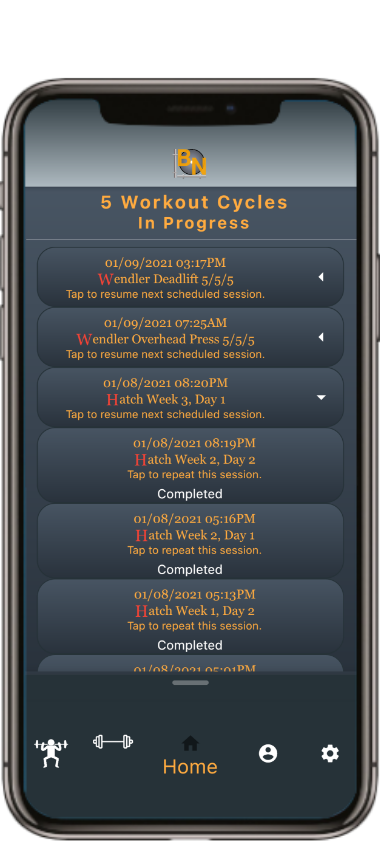 BN
5 Workout Cycles
In Progress
01/09/2021 03:17PM
Wendler Deadlift 5/5/5
Tap to resume next scheduled session.
01/09/2021 07:25AM
Wendler Overhead Press 5/5/5
Tap to resume next scheduled session.
01/08/2021 08:20PM
Hatch Week 3, Day 1
Tap to resume next scheduled session.
01/08/2021 08:19PM
Hatch Week 2, Day 2
Tap to repeat this session.
Completed
01/08/2021 05:16PM
Hatch Week 2, Day 1
Tap to repeat this session.
Completed
01/08/2021 05:13PM
Hatch Week 1, Day 2
Tap to repeat this session.
Completed
01/08/2021 05:01PM
Home